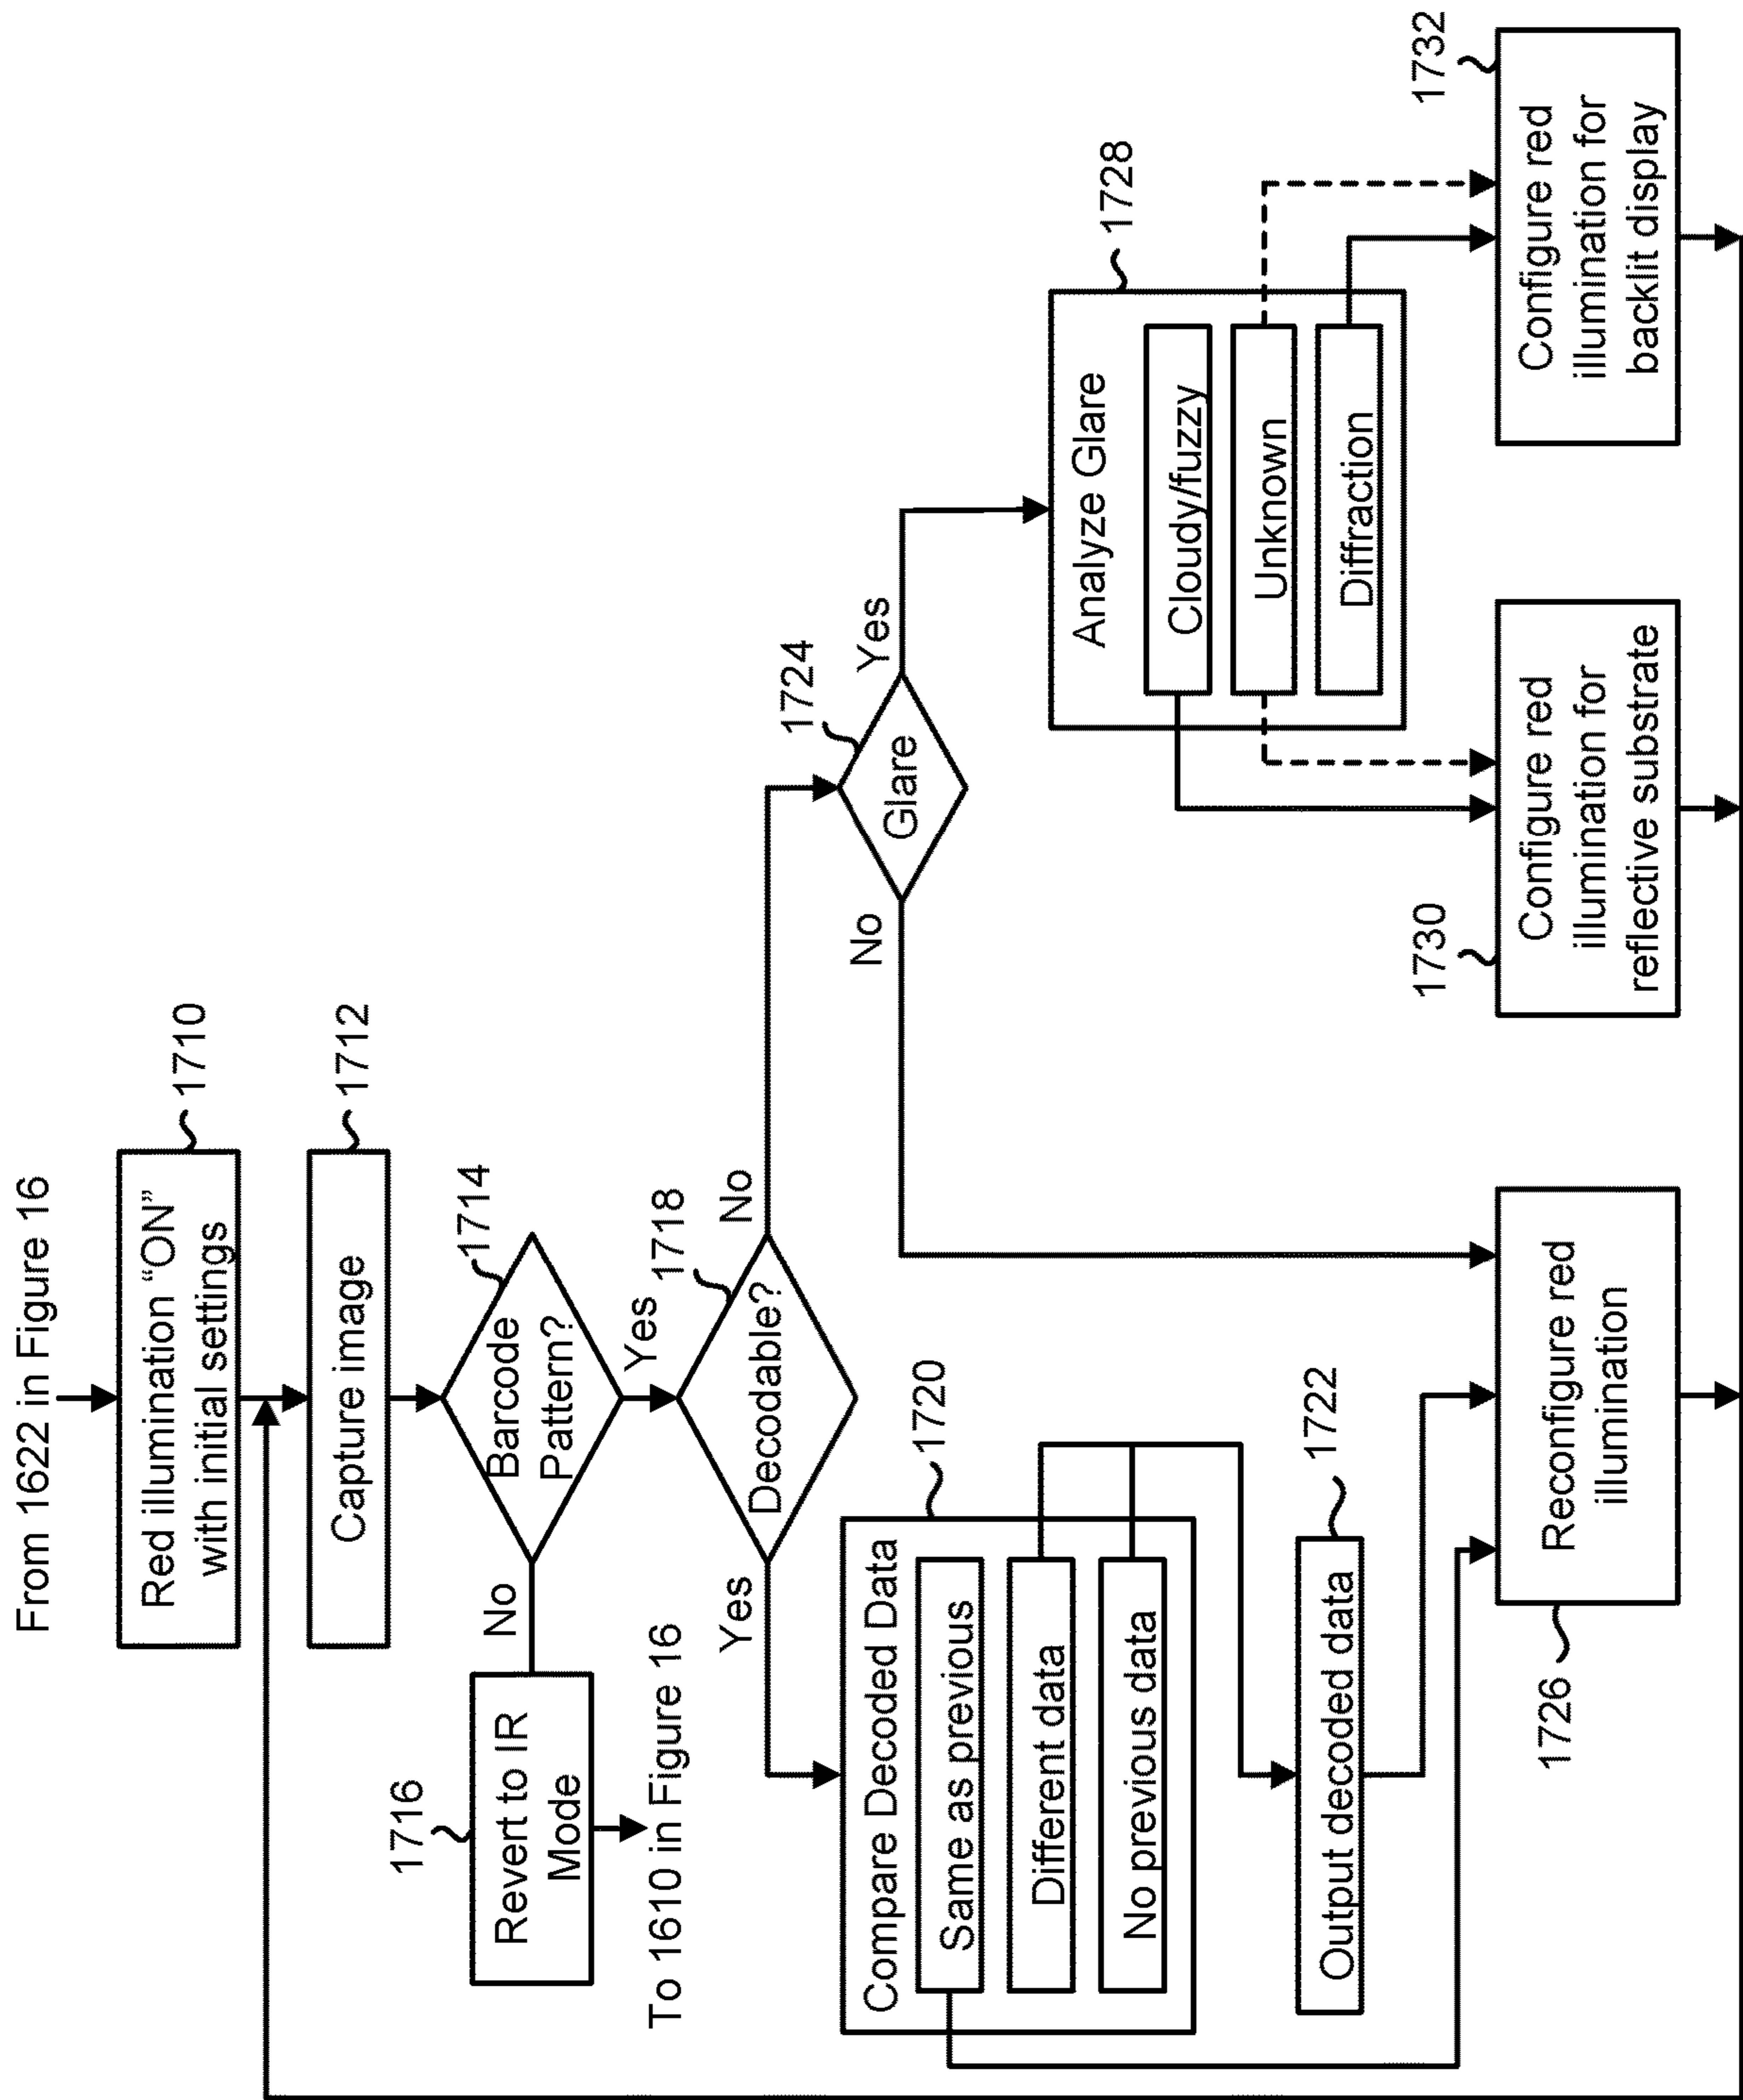 From 1622 in Figure 16
Red illumination “ON”
with initial settings
1710
Capture image
1712
Barcode
Pattern?
1714
No
Yes
1716
Revert to IR
Mode
To 1610 in Figure 16
Decodable?
1718
Yes
No
1720
Compare Decoded Data
Same as previous
Different data
No previous data
1722
Output decoded data
Glare
1724
No
Yes
1728
Analyze Glare
Cloudy/fuzzy
Unknown
Diffraction
1726
Reconfigure red
illumination
1730
Configure red
illumination for
reflective substrate
1732
Configure red
illumination for
backlit display